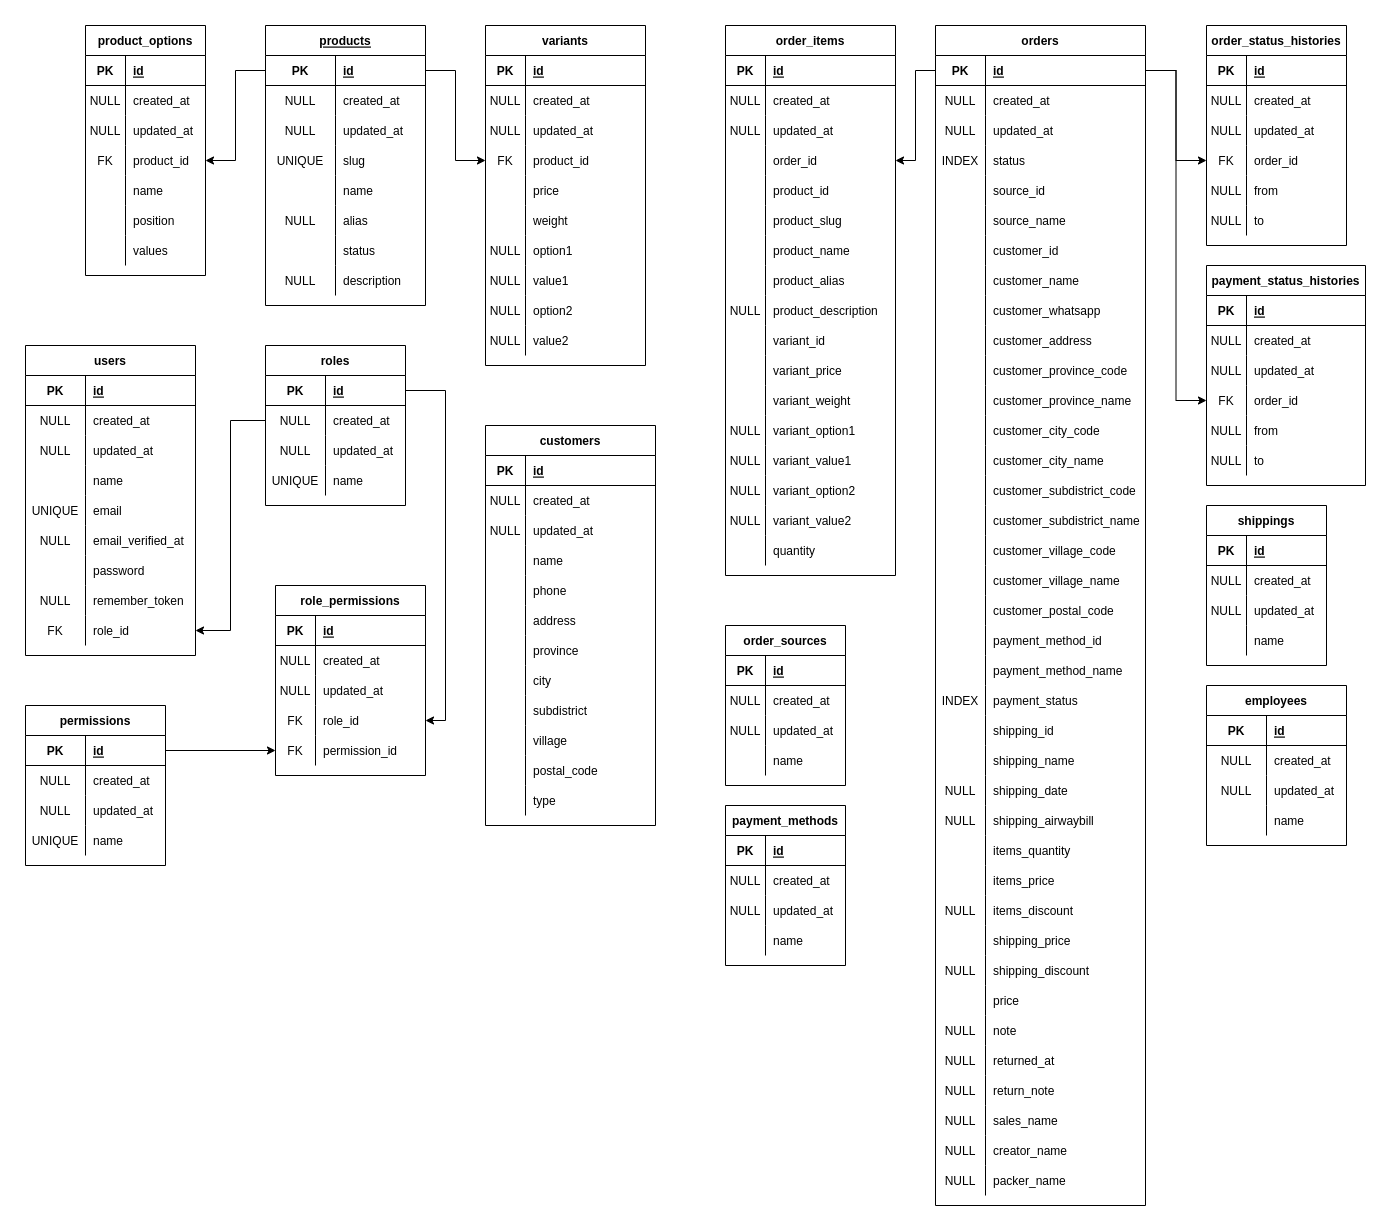 product_options
PK id
NULL created_at
NULL updated_at
FK product_id
name
position
values
products
PK id
NULL created_at
NULL updated_at
UNIQUE slug
name
NULL alias
status
NULL description
variants
PK id
NULL created_at
NULL updated_at
FK product_id
price
weight
NULL option1
NULL value1
NULL option2
NULL value2
users
PK id
NULL created_at
NULL updated_at
name
UNIQUE email
NULL email_verified_at
password
NULL remember_token
FK role_id
roles
PK id
NULL created_at
NULL updated_at
UNIQUE name
role_permissions
PK id
NULL created_at
NULL updated_at
FK role_id
FK permission_id
permissions
PK id
NULL created_at
NULL updated_at
UNIQUE name
customers
PK id
NULL created_at
NULL updated_at
name
phone
address
province
city
subdistrict
village
postal_code
type
order_items
PK id
NULL created_at
NULL updated_at
order_id
product_id
product_slug
product_name
product_alias
NULL product_description
variant_id
variant_price
variant_weight
NULL variant_option1
NULL variant_value1
NULL variant_option2
NULL variant_value2
quantity
order_sources
PK id
NULL created_at
NULL updated_at
name
payment_methods
PK id
NULL created_at
NULL updated_at
name
orders
PK id
NULL created_at
NULL updated_at
INDEX status
source_id
source_name
customer_id
customer_name
customer_whatsapp
customer_address
customer_province_code
customer_province_name
customer_city_code
customer_city_name
customer_subdistrict_code
customer_subdistrict_name
customer_village_code
customer_village_name
customer_postal_code
payment_method_id
payment_method_name
INDEX payment_status
shipping_id
shipping_name
NULL shipping_date
NULL shipping_airwaybill
items_quantity
items_price
NULL items_discount
shipping_price
NULL shipping_discount
price
NULL note
NULL returned_at
NULL return_note
NULL sales_name
NULL creator_name
NULL packer_name
order_status_histories
PK id
NULL created_at
NULL updated_at
FK order_id
NULL from
NULL to
payment_status_histories
PK id
NULL created_at
NULL updated_at
FK order_id
NULL from
NULL to
shippings
PK id
NULL created_at
NULL updated_at
name
employees
PK id
NULL created_at
NULL updated_at
name